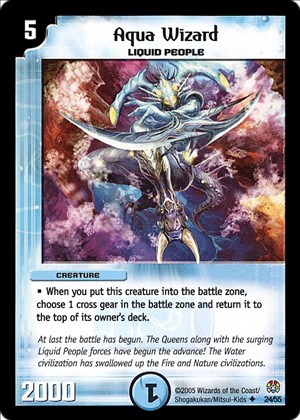 5
Aqua Wizard
LIQUID PEOPLE
CREATURE
• When you put this creature into the battle zone,
choose 1 cross gear in the battle zone and return it to
the top of its owner's deck.
At last the battle has begun. The Queens along with the surging
Liquid People forces have begun the advance! The Water
civilization has swallowed up the Fire and Nature civilizations.
2000
©2005 Wizards of the Coast/
Shogakukan/Mitsui-Kids ♦ 24/55